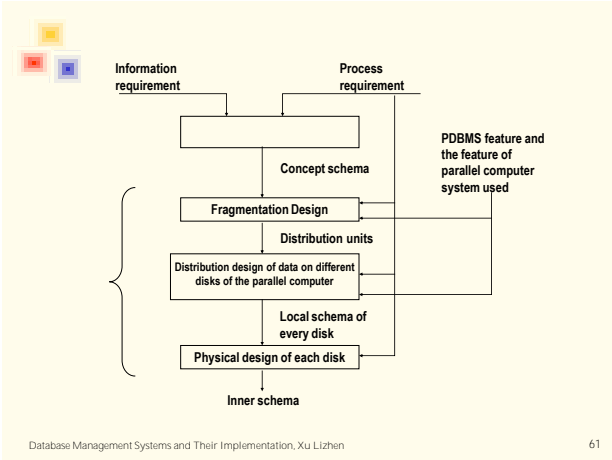 Information
requirement
Process
requirement
PDBMS feature and
the feature of
parallel computer
system used
Concept schema
Fragmentation Design
Distribution units
Distribution design of data on different
disks of the parallel computer
Local schema of
every disk
Physical design of each disk
Inner schema
Database Management Systems and Their Implementation, Xu Lizhen
61